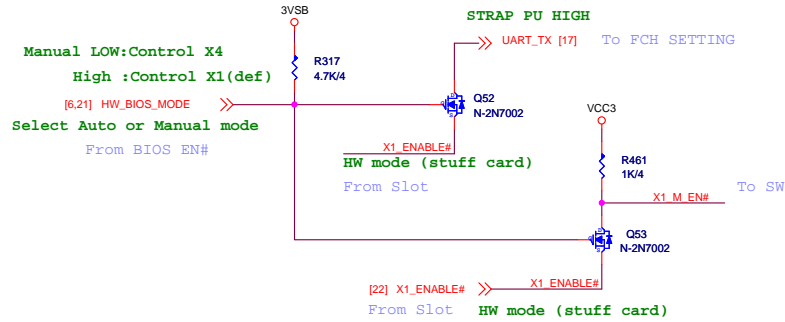 3VSB
STRAP PU HIGH
UART_TX [17] To FCH SETTING
Manual LOW:Control X4
R317
4.7K/4
High :Control X1(def)
[6,21] HW_BIOS_MODE
Q52
N-2N7002
VCC3
Select Auto or Manual mode
From BIOS EN#
X1_ENABLE#
HW mode (stuff card)
From Slot
R461
1K/4
X1_M_EN#
To SW
Q53
N-2N7002
[22] X1_ENABLE#
X1_ENABLE#
From Slot HW mode (stuff card)